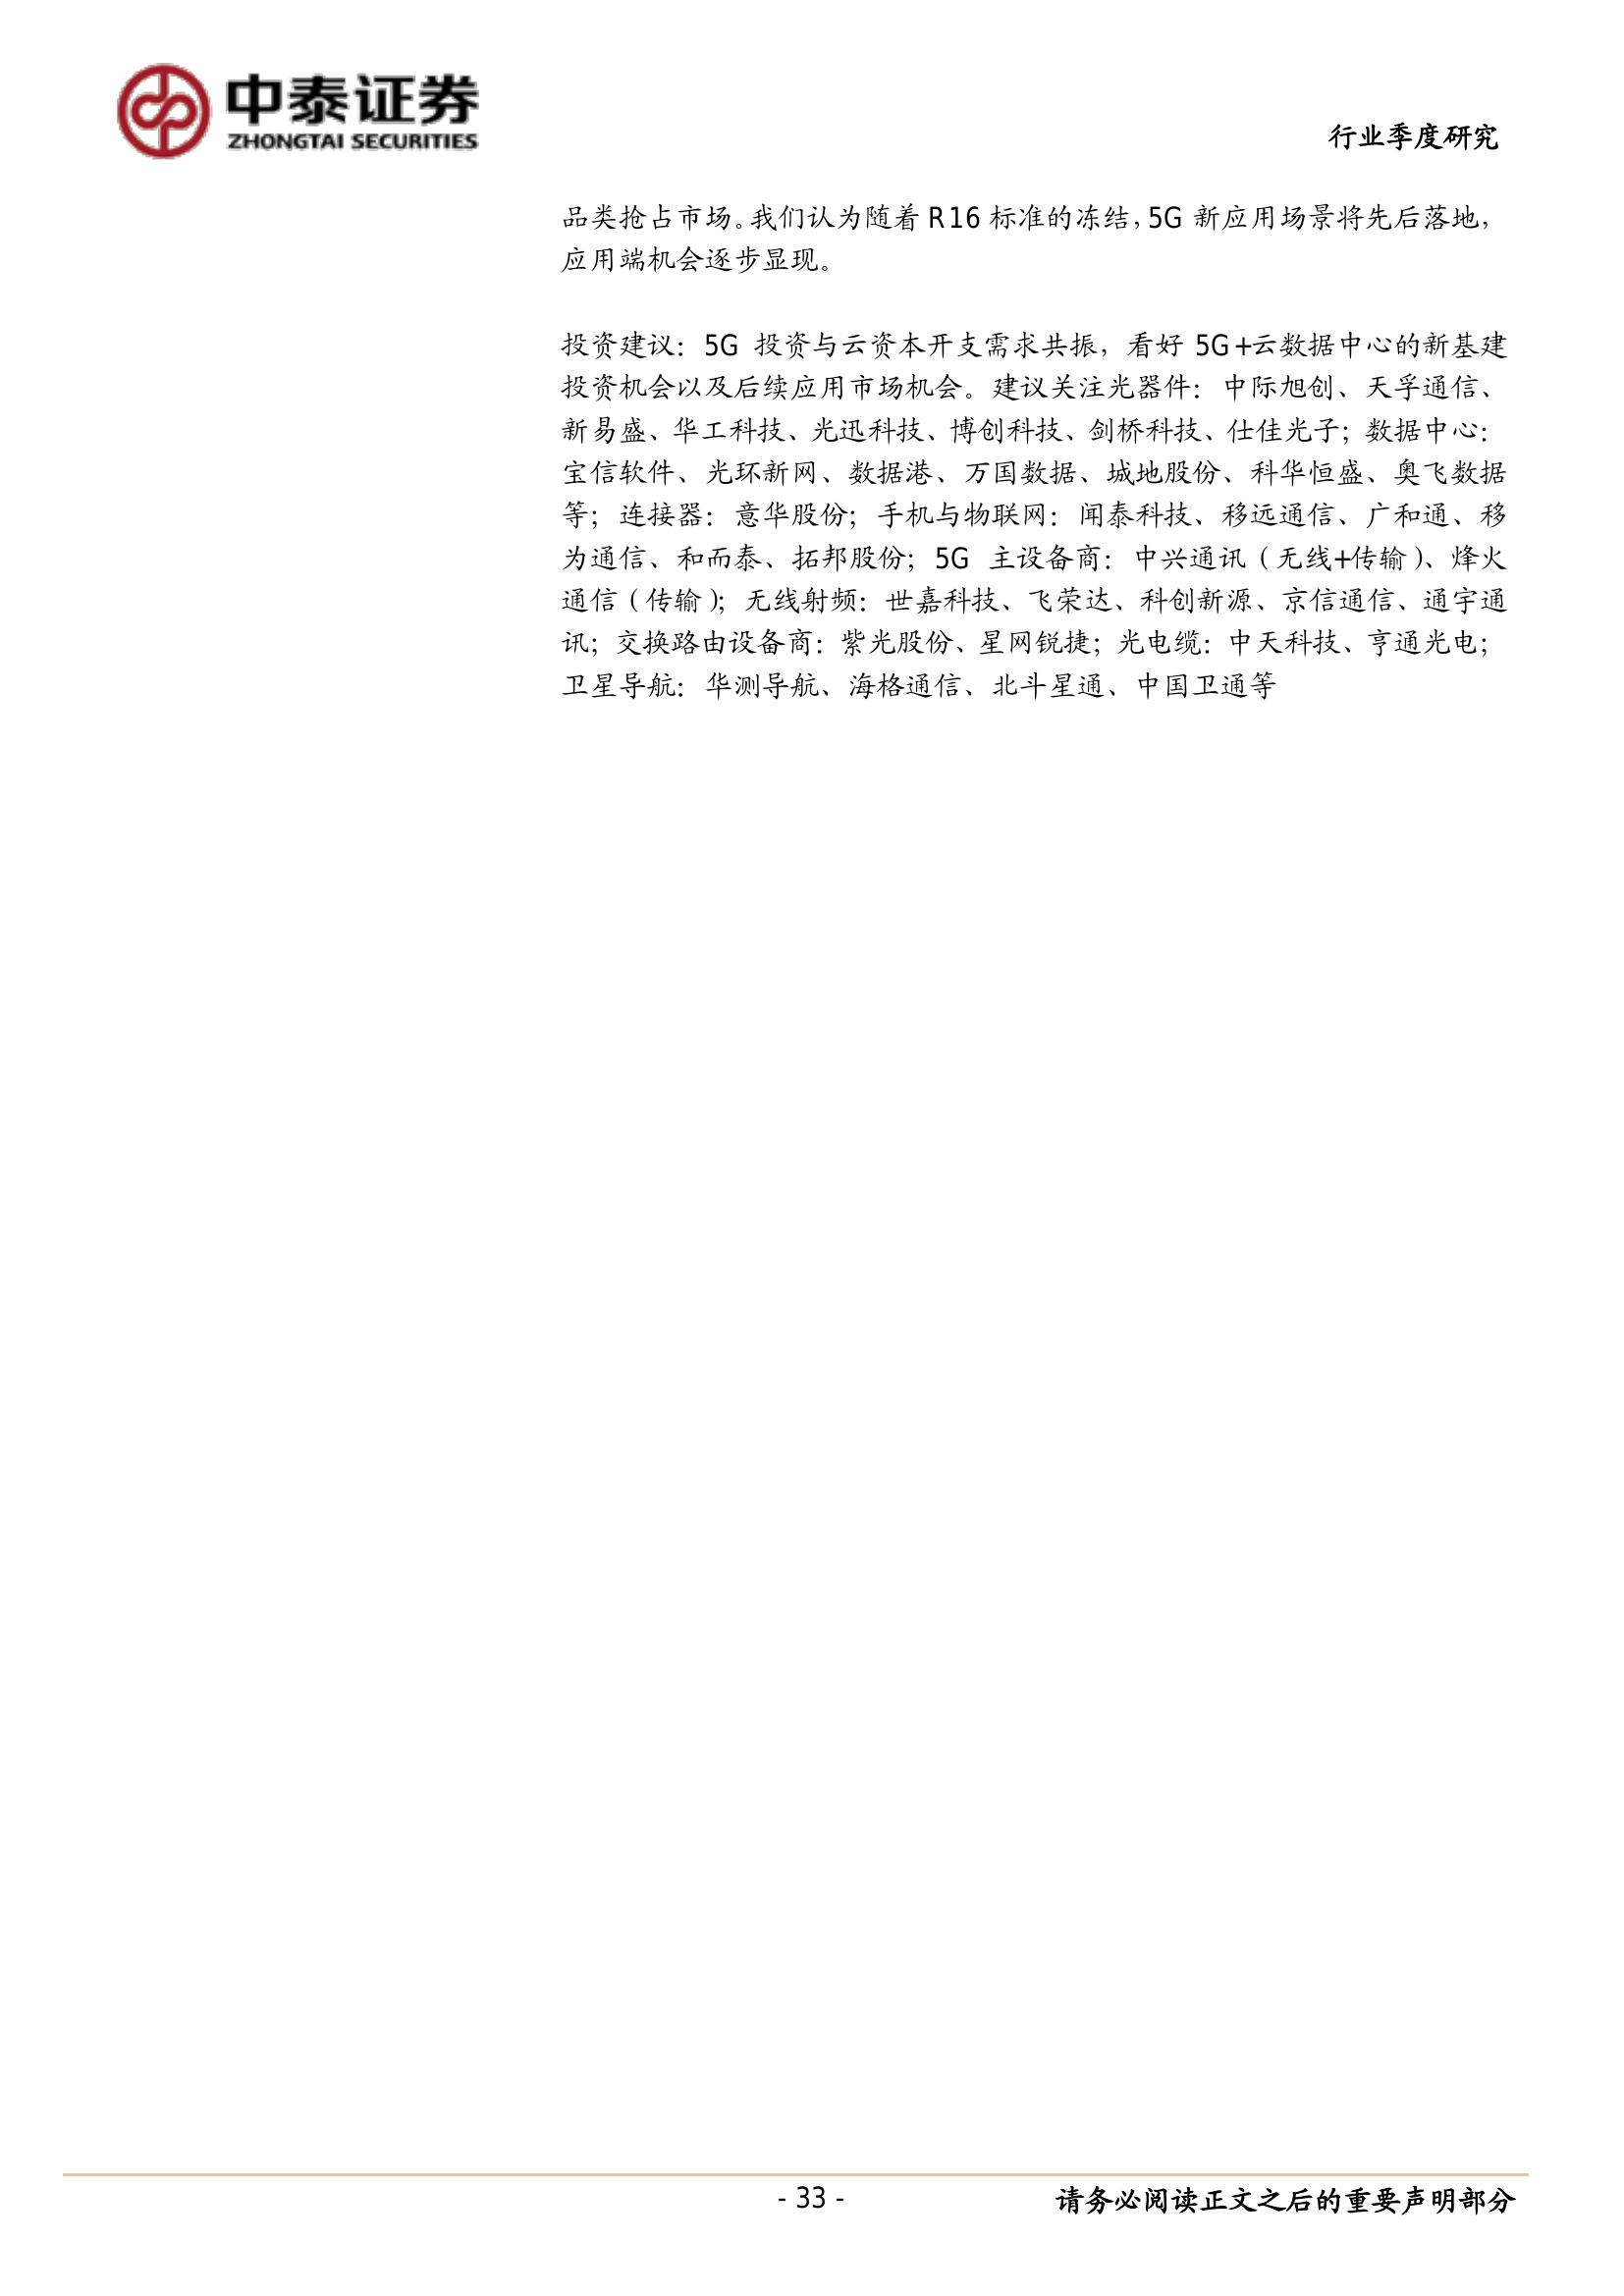 中泰证券
ZHONGTAI SECURITIES
行业季度研究
品类抢占市场。我们认为随着 R16 标准的冻结，5G 新应用场景将先后落地，
应用端机会逐步显现。
投资建议：5G 投资与云资本开支需求共振，看好 5G+云数据中心的新基建
投资机会以及后续应用市场机会。建议关注光器件：中际旭创、天孚通信、
新易盛、华工科技、光迅科技、博创科技、剑桥科技、仕佳光子；数据中心：
宝信软件、光环新网、数据港、万国数据、城地股份、科华恒盛、奥飞数据
等；连接器：意华股份；手机与物联网：闻泰科技、移远通信、广和通、移
为通信、和而泰、拓邦股份；5G 主设备商：中兴通讯（无线+传输）、烽火
通信（传输）；无线射频：世嘉科技、飞荣达、科创新源、京信通信、通宇通
讯；交换路由设备商：紫光股份、星网锐捷；光电缆：中天科技、亨通光电；
卫星导航：华测导航、海格通信、北斗星通、中国卫通等
- 33 -
请务必阅读正文之后的重要声明部分